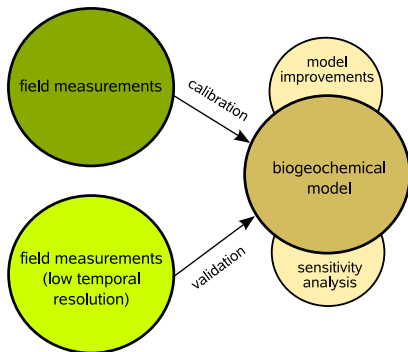 field measurements
calibration
model
improvements
biogeochemical
model
field measurements
(low temporal
resolution)
validation
sensitivity
analysis